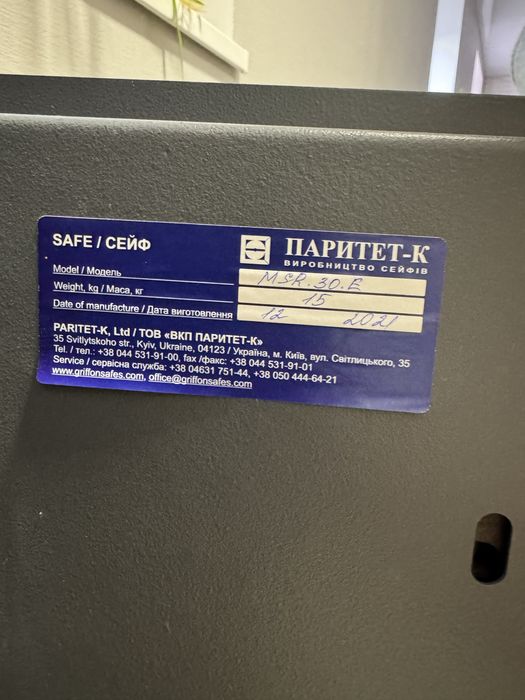 SAFE / СЕЙФ
ПАРИТЕТ-К
ВИРОБНИЦТВО СЕЙФІВ
Model / Модель MSR.30.E
Weight, kg / Маса, кг 15
Date of manufacture / Дата виготовлення 12 2021
PARITET-K, Ltd / ТОВ «ВКП ПАРИТЕТ-К»
35 Svitlytskoho str., Kyiv, Ukraine, 04123 / Україна, м. Київ, вул. Світлицького, 35
Tel. / тел.: +38 044 531-91-00, fax /факс: +38 044 531-91-01
Service / сервісна служба: +38 04631 751-44, +38 050 444-64-21
www.griffonsafes.com, office@griffonsafes.com